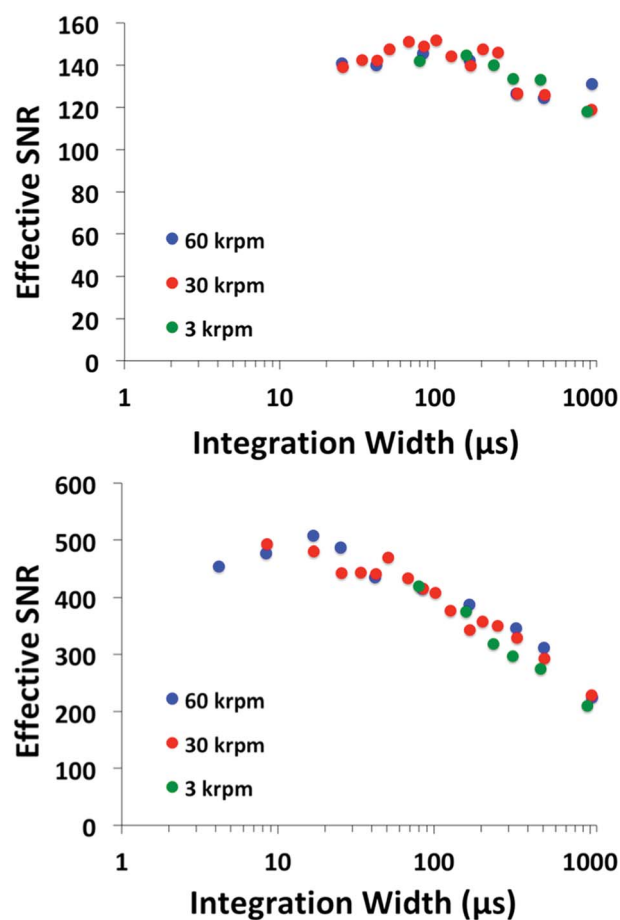 160
140
120
100
80
60
40
20
0
Effective SNR
60 krpm
30 krpm
3 krpm
1 10 100 1000
Integration Width (μs)
600
500
400
300
200
100
0
Effective SNR
60 krpm
30 krpm
3 krpm
1 10 100 1000
Integration Width (μs)